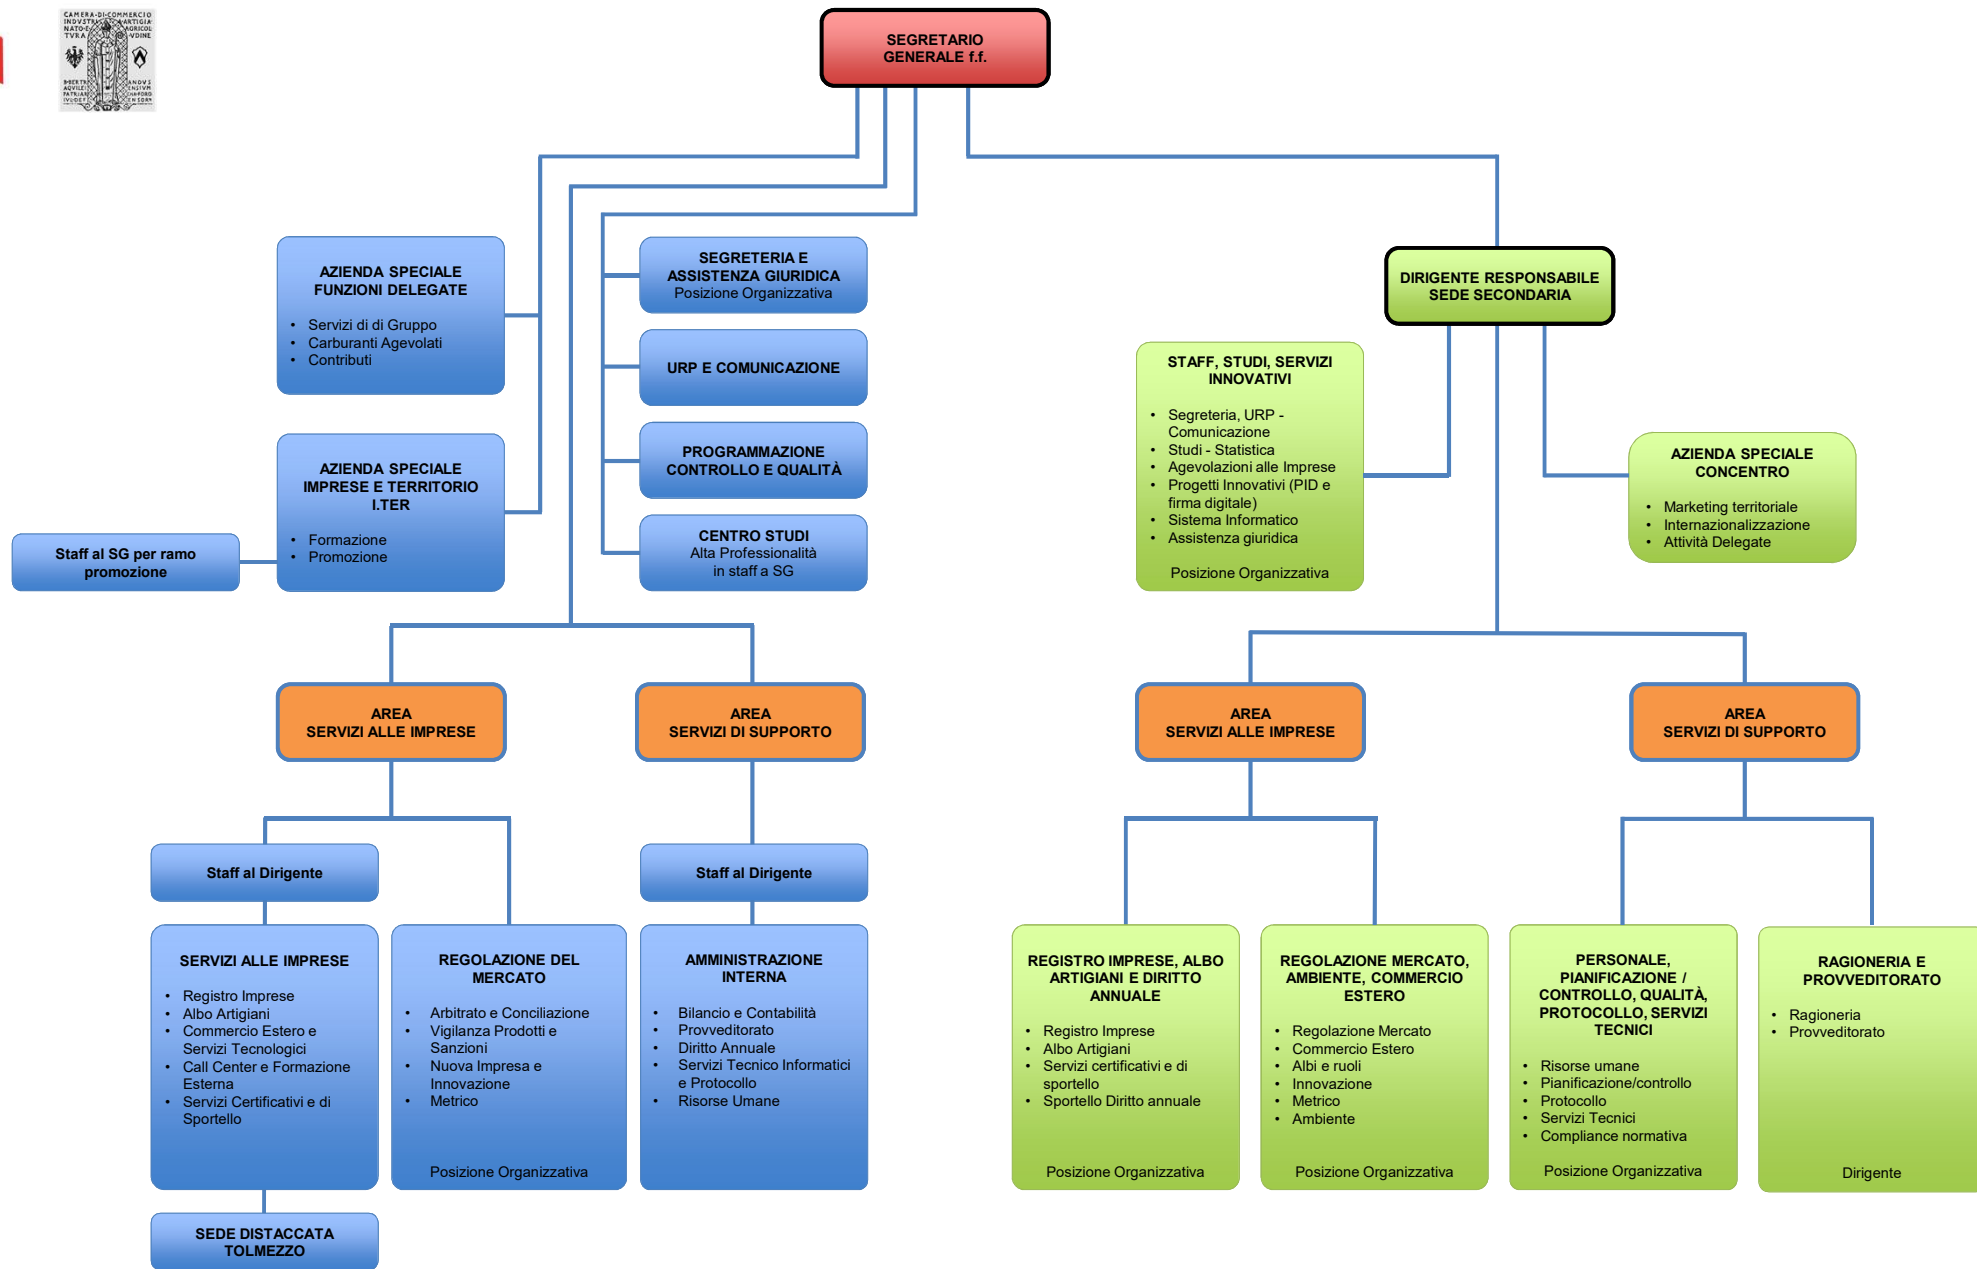 CAMERA·DI·COMMERCIO
SEGRETARIO
GENERALE f.f.
AZIENDA SPECIALE
FUNZIONI DELEGATE
• Servizi di di Gruppo
• Carburanti Agevolati
• Contributi
SEGRETERIA E
ASSISTENZA GIURIDICA
Posizione Organizzativa
URP E COMUNICAZIONE
PROGRAMMAZIONE
CONTROLLO E QUALITÀ
CENTRO STUDI
Alta Professionalità
in staff a SG
AZIENDA SPECIALE
IMPRESE E TERRITORIO
I.TER
• Formazione
• Promozione
Staff al SG per ramo
promozione
DIRIGENTE RESPONSABILE
SEDE SECONDARIA
STAFF, STUDI, SERVIZI
INNOVATIVI
• Segreteria, URP -
Comunicazione
• Studi - Statistica
• Agevolazioni alle Imprese
• Progetti Innovativi (PID e
firma digitale)
• Sistema Informatico
• Assistenza giuridica
Posizione Organizzativa
AZIENDA SPECIALE
CONCENTRO
• Marketing territoriale
• Internazionalizzazione
• Attività Delegate
AREA
SERVIZI ALLE IMPRESE
AREA
SERVIZI DI SUPPORTO
AREA
SERVIZI ALLE IMPRESE
AREA
SERVIZI DI SUPPORTO
Staff al Dirigente
Staff al Dirigente
SERVIZI ALLE IMPRESE
• Registro Imprese
• Albo Artigiani
• Commercio Estero e
Servizi Tecnologici
• Call Center e Formazione
Esterna
• Servizi Certificativi e di
Sportello
REGOLAZIONE DEL
MERCATO
• Arbitrato e Conciliazione
• Vigilanza Prodotti e
Sanzioni
• Nuova Impresa e
Innovazione
• Metrico
Posizione Organizzativa
AMMINISTRAZIONE
INTERNA
• Bilancio e Contabilità
• Provveditorato
• Diritto Annuale
• Servizi Tecnico Informatici
e Protocollo
• Risorse Umane
REGISTRO IMPRESE, ALBO
ARTIGIANI E DIRITTO
ANNUALE
• Registro Imprese
• Albo Artigiani
• Servizi certificativi e di
sportello
• Sportello Diritto annuale
Posizione Organizzativa
REGOLAZIONE MERCATO,
AMBIENTE, COMMERCIO
ESTERO
• Regolazione Mercato
• Commercio Estero
• Albi e ruoli
• Innovazione
• Metrico
• Ambiente
Posizione Organizzativa
PERSONALE,
PIANIFICAZIONE /
CONTROLLO, QUALITÀ,
PROTOCOLLO, SERVIZI
TECNICI
• Risorse umane
• Pianificazione/controllo
• Protocollo
• Servizi Tecnici
• Compliance normativa
Posizione Organizzativa
RAGIONERIA E
PROVVEDITORATO
• Ragioneria
• Provveditorato
Dirigente
SEDE DISTACCATA
TOLMEZZO